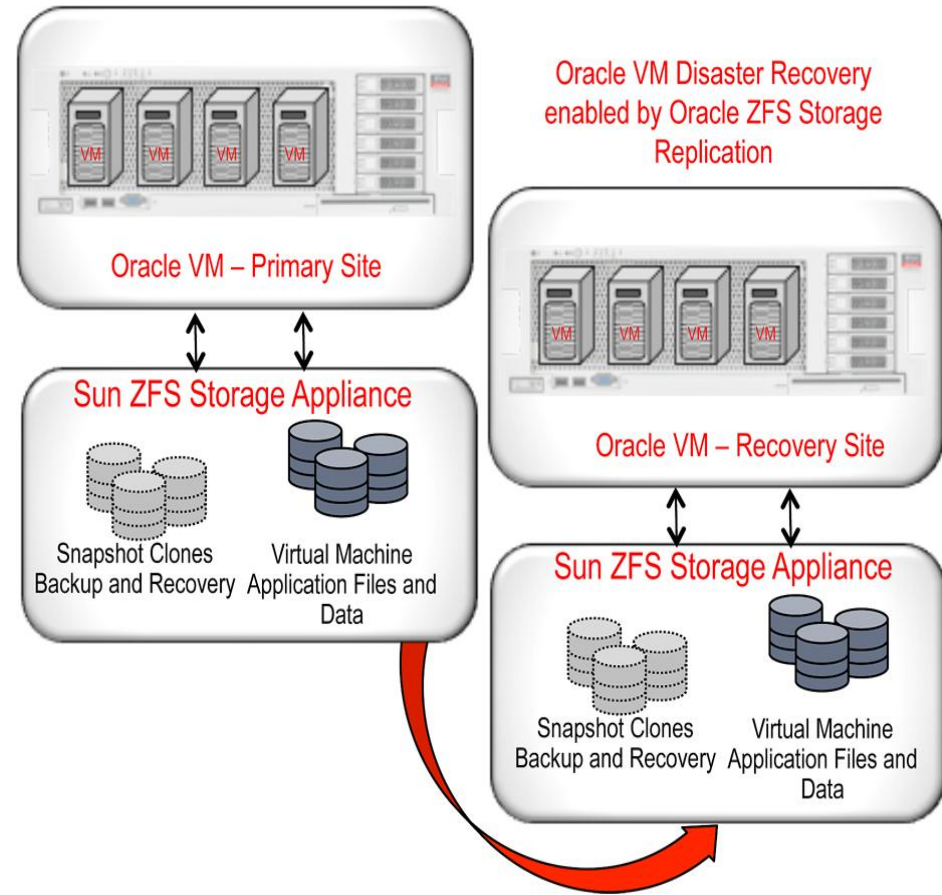 VM VM VM VM
Oracle VM – Primary Site
Sun ZFS Storage Appliance
Snapshot Clones
Backup and Recovery
Virtual Machine
Application Files and
Data
Oracle VM Disaster Recovery
enabled by Oracle ZFS Storage
Replication
VM VM VM VM
Oracle VM – Recovery Site
Sun ZFS Storage Appliance
Snapshot Clones
Backup and Recovery
Virtual Machine
Application Files and
Data